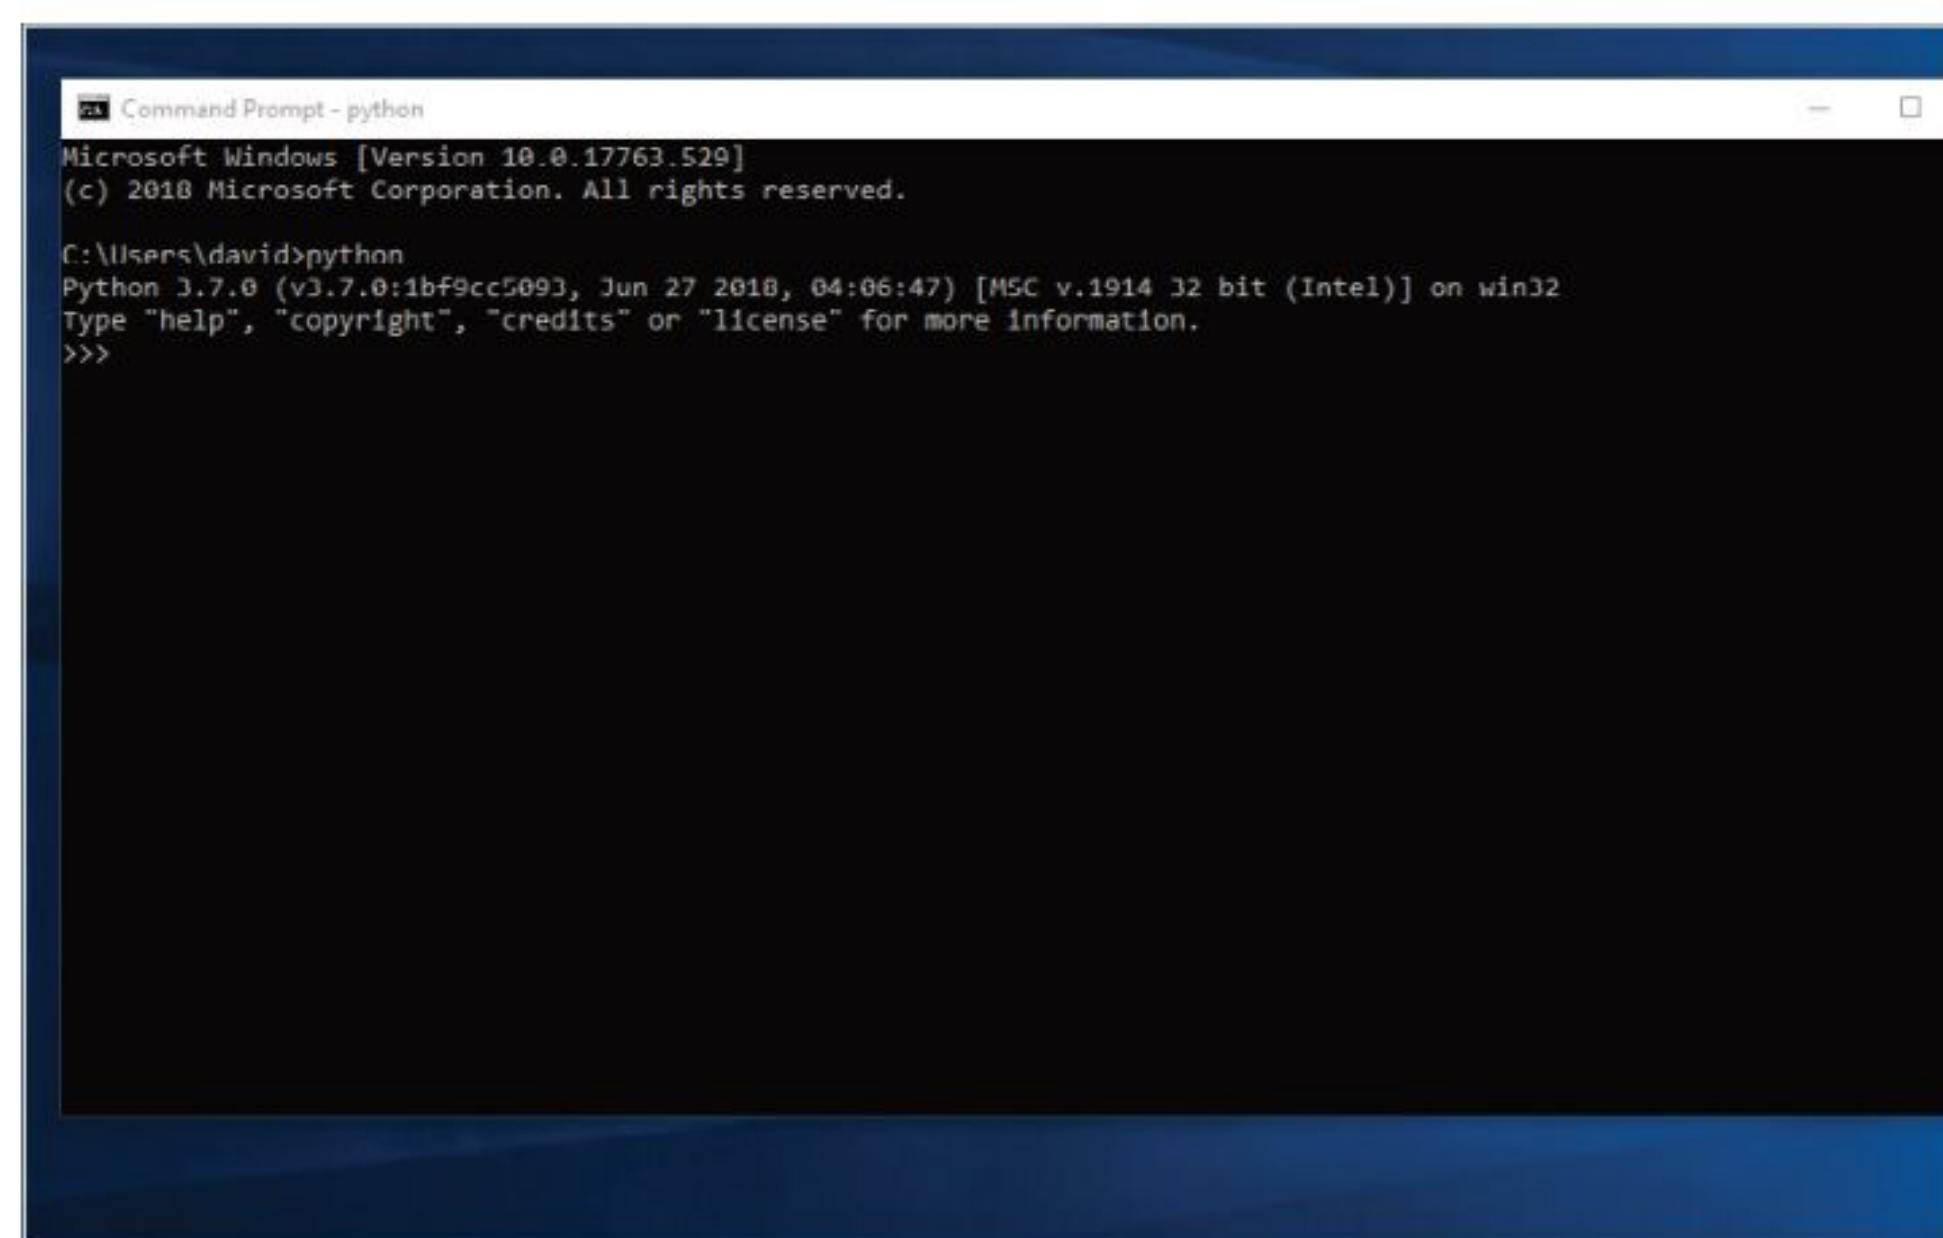 Command Prompt - python
Microsoft Windows [Version 10.0.17763.529]
(c) 2018 Microsoft Corporation. All rights reserved.
C:\Users\david>python
Python 3.7.0 (v3.7.0:1bf9cc5093, Jun 27 2018, 04:06:47) [MSC v.1914 32 bit (Intel)] on win32
Type "help", "copyright", "credits" or "license" for more information.
>>>